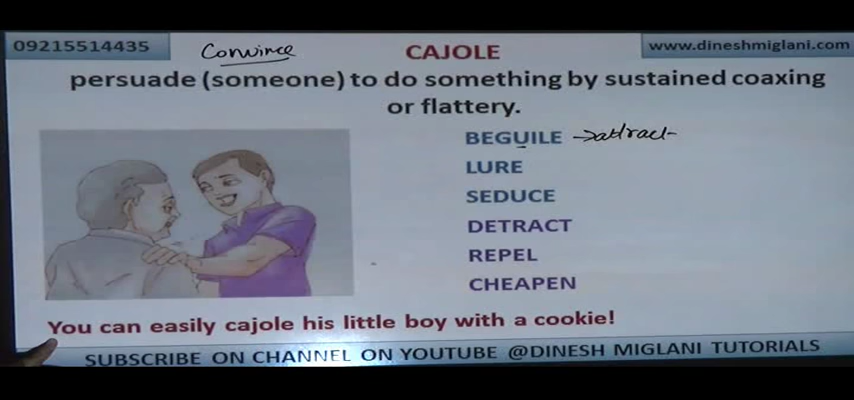 09215514435
Convince
CAJOLE
www.dineshmiglani.com
persuade (someone) to do something by sustained coaxing
or flattery.
BEGUILE → attract
LURE
SEDUCE
DETRACT
REPEL
CHEAPEN
You can easily cajole his little boy with a cookie!
SUBSCRIBE ON CHANNEL ON YOUTUBE @DINESH MIGLANI TUTORIALS